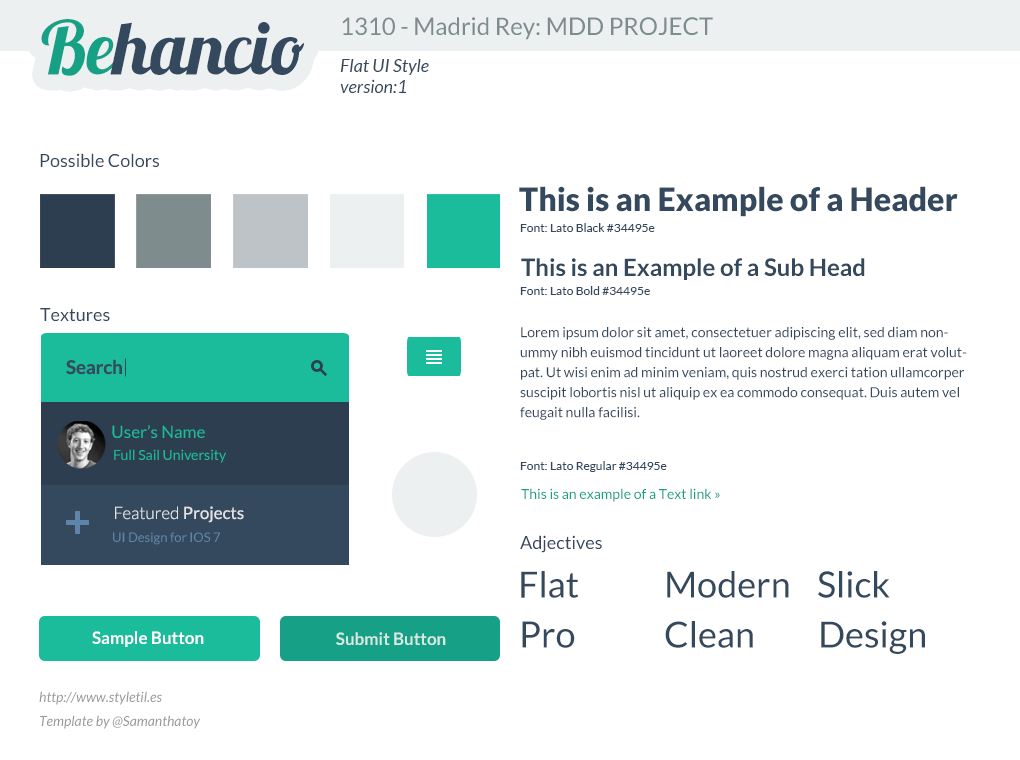 Behancio
1310 - Madrid Rey: MDD PROJECT
Flat UI Style
version:1
Possible Colors
Textures
Search
User's Name
Full Sail University
Featured Projects
UI Design for IOS 7
Sample Button
Submit Button
http://www.styletil.es
Template by @Samanthatoy
This is an Example of a Header
Font: Lato Black #34495e
This is an Example of a Sub Head
Font: Lato Bold #34495e
Lorem ipsum dolor sit amet, consectetuer adipiscing elit, sed diam non-
ummy nibh euismod tincidunt ut laoreet dolore magna aliquam erat volut-
pat. Ut wisi enim ad minim veniam, quis nostrud exerci tation ullamcorper
suscipit lobortis nisl ut aliquip ex ea commodo consequat. Duis autem vel
feugait nulla facilisi.
Font: Lato Regular #34495e
This is an example of a Text link »
Adjectives
Flat Modern Slick
Pro Clean Design